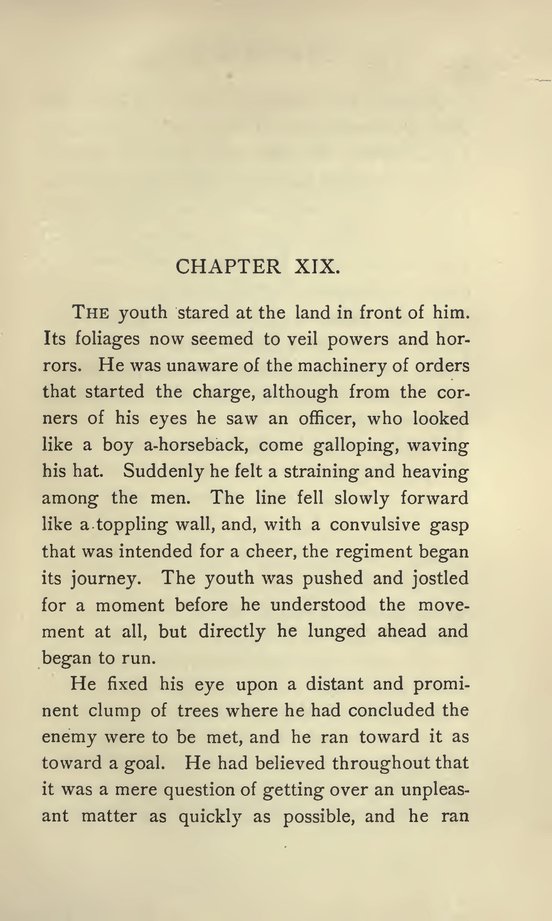 CHAPTER XIX.
THE youth stared at the land in front of him.
Its foliages now seemed to veil powers and hor-
rors. He was unaware of the machinery of orders
that started the charge, although from the cor-
ners of his eyes he saw an officer, who looked
like a boy a-horseback, come galloping, waving
his hat. Suddenly he felt a straining and heaving
among the men. The line fell slowly forward
like a toppling wall, and, with a convulsive gasp
that was intended for a cheer, the regiment began
its journey. The youth was pushed and jostled
for a moment before he understood the move-
ment at all, but directly he lunged ahead and
began to run.
He fixed his eye upon a distant and promi-
nent clump of trees where he had concluded the
enemy were to be met, and he ran toward it as
toward a goal. He had believed throughout that
it was a mere question of getting over an unpleas-
ant matter as quickly as possible, and he ran